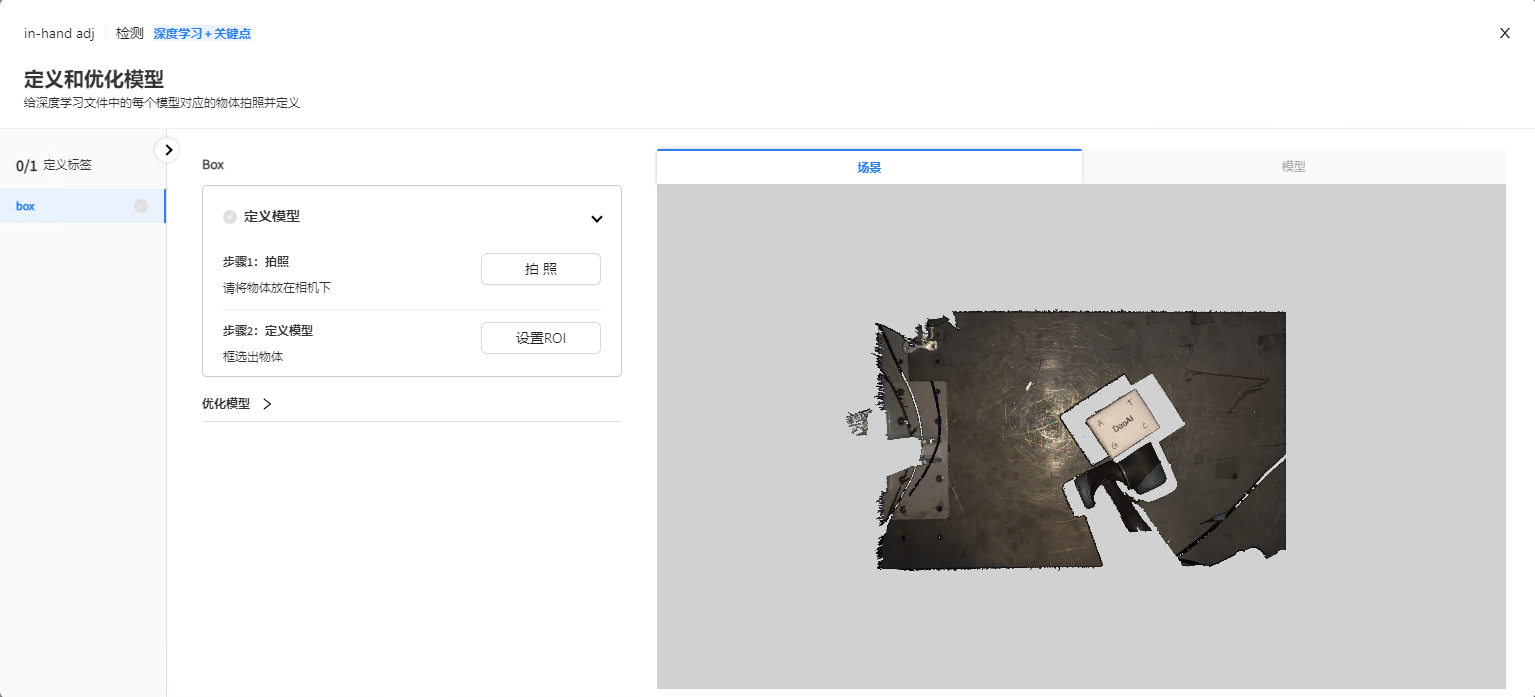 in-hand adj 检测 深度学习+关键点
X
定义和优化模型
给深度学习文件中的每个模型对应的物体拍照并定义
0/1 定义标签
box
Box
定义模型
步骤1：拍照
请将物体放在相机下
拍 照
步骤2：定义模型
框选出物体
设置ROI
优化模型
场景
模型
A
T
DaoAI
C